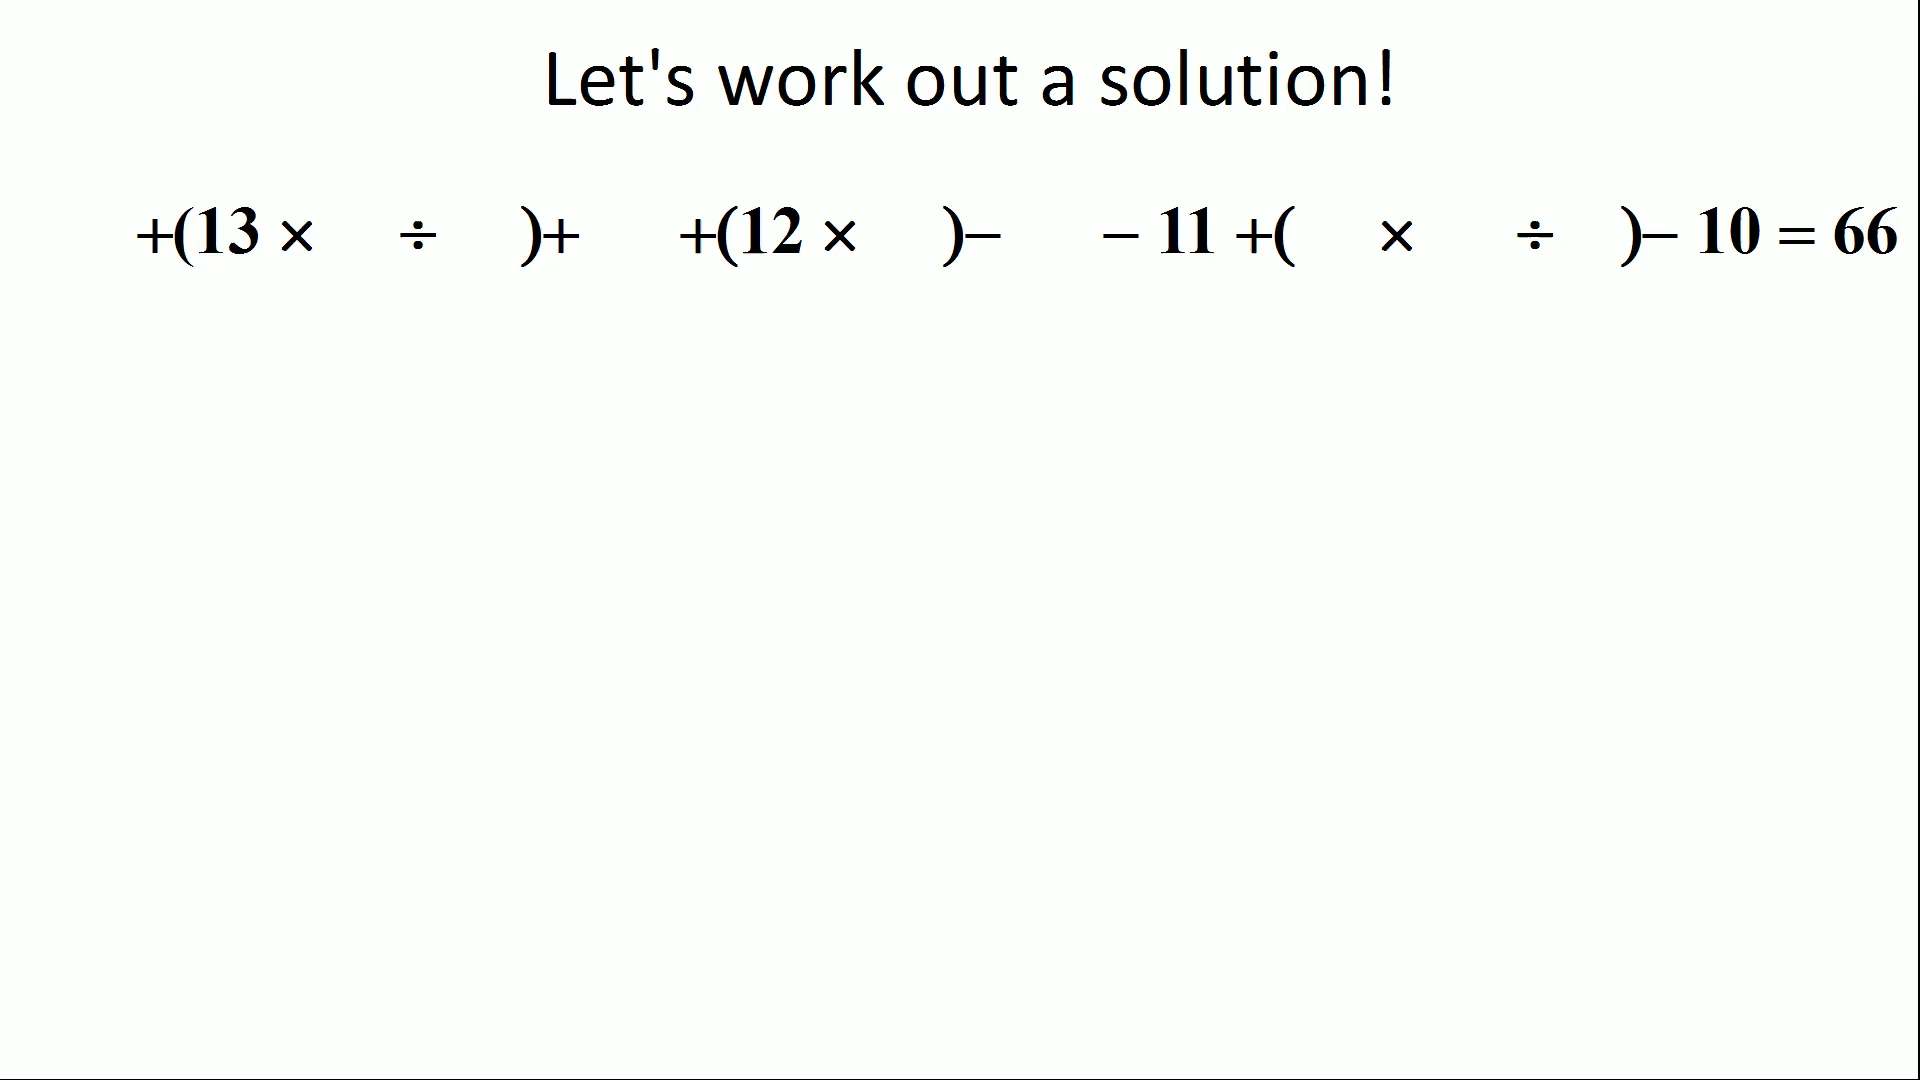 Let's work out a solution!
+(13 × ÷ )+ +(12 × )− − 11 +( × ÷ )− 10 = 66